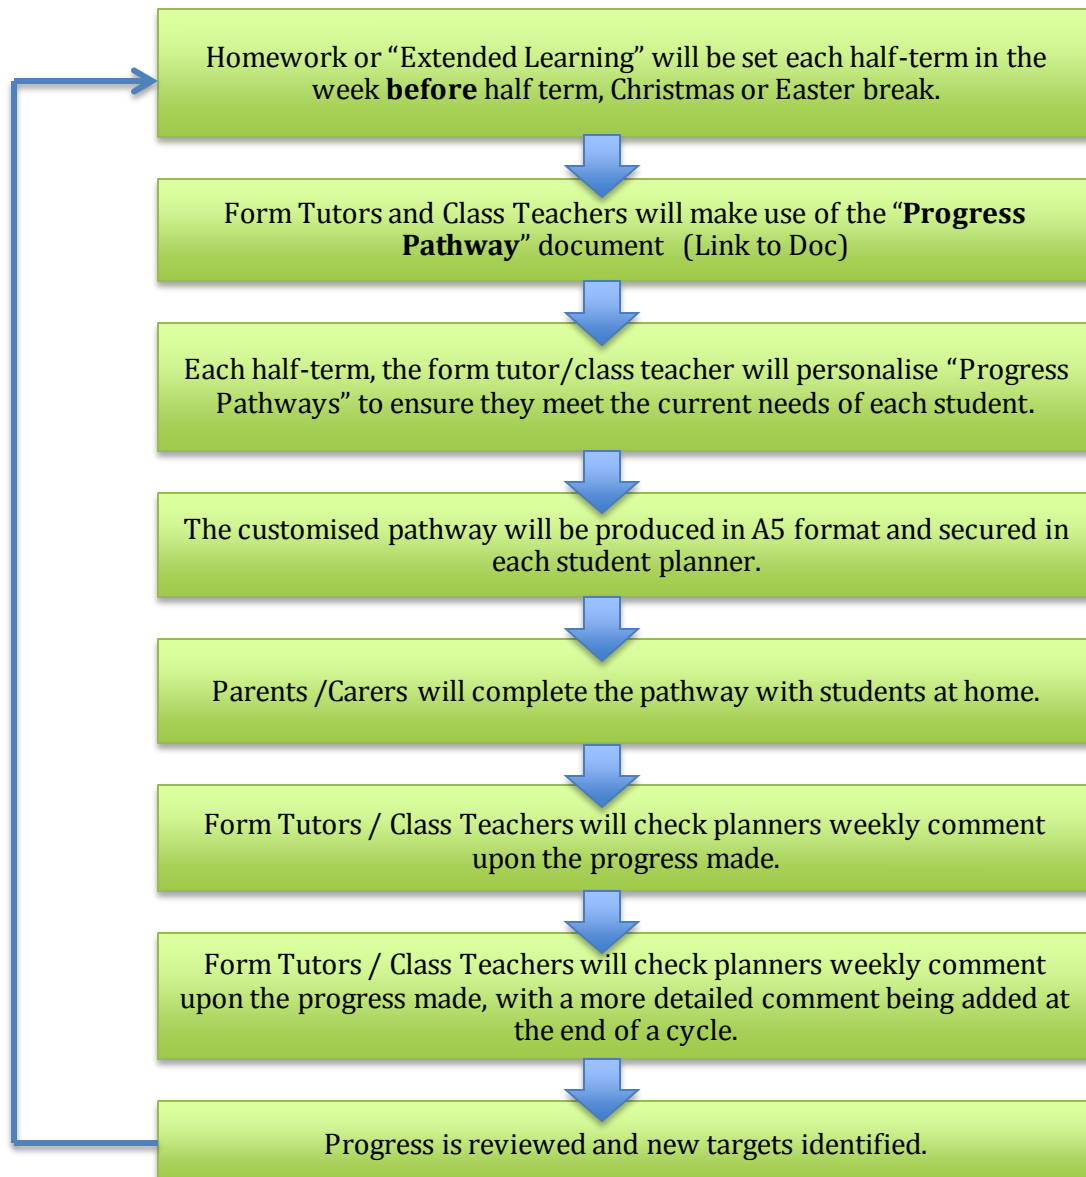 Homework or “Extended Learning” will be set each half-term in the
week before half term, Christmas or Easter break.
Form Tutors and Class Teachers will make use of the “Progress
Pathway” document (Link to Doc)
Each half-term, the form tutor/class teacher will personalise “Progress
Pathways” to ensure they meet the current needs of each student.
The customised pathway will be produced in A5 format and secured in
each student planner.
Parents /Carers will complete the pathway with students at home.
Form Tutors / Class Teachers will check planners weekly comment
upon the progress made.
Form Tutors / Class Teachers will check planners weekly comment
upon the progress made, with a more detailed comment being added at
the end of a cycle.
Progress is reviewed and new targets identified.